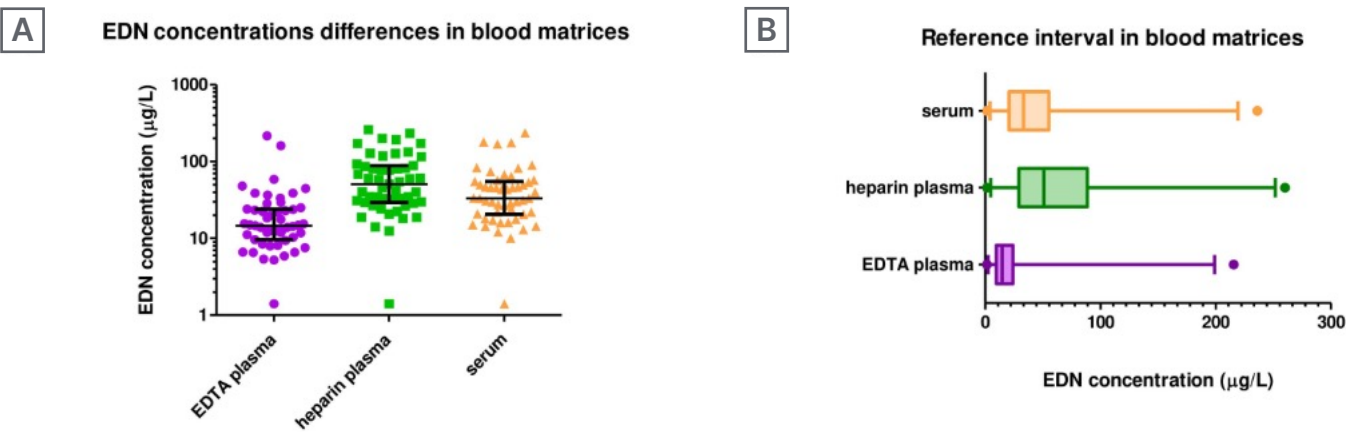 A
EDN concentrations differences in blood matrices
EDN concentration (µg/L)
1000
100
10
1
EDTA plasma
heparin plasma
serum
B
Reference interval in blood matrices
serum
heparin plasma
EDTA plasma
0 100 200 300
EDN concentration (µg/L)